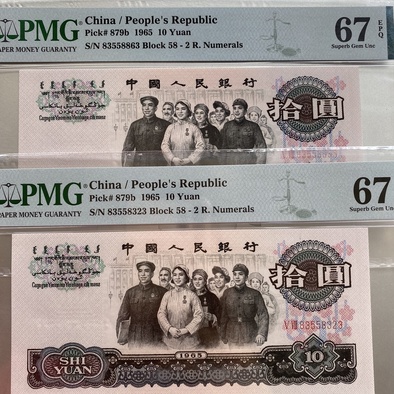 PMG China / People's Republic 67 EPQ
PAPER MONEY GUARANTY Pick# 879b 1965 10 Yuan Superb Gem Unc
S/N 83558863 Block 58 - 2 R. Numerals
中國人民銀行
拾圓
PMG China / People's Republic 67
PAPER MONEY GUARANTY Pick# 879b 1965 10 Yuan Superb Gem Unc
S/N 83558323 Block 58 - 2 R. Numerals
中國人民銀行
拾圓
VIII 83558323
SHI YUAN 1965 10